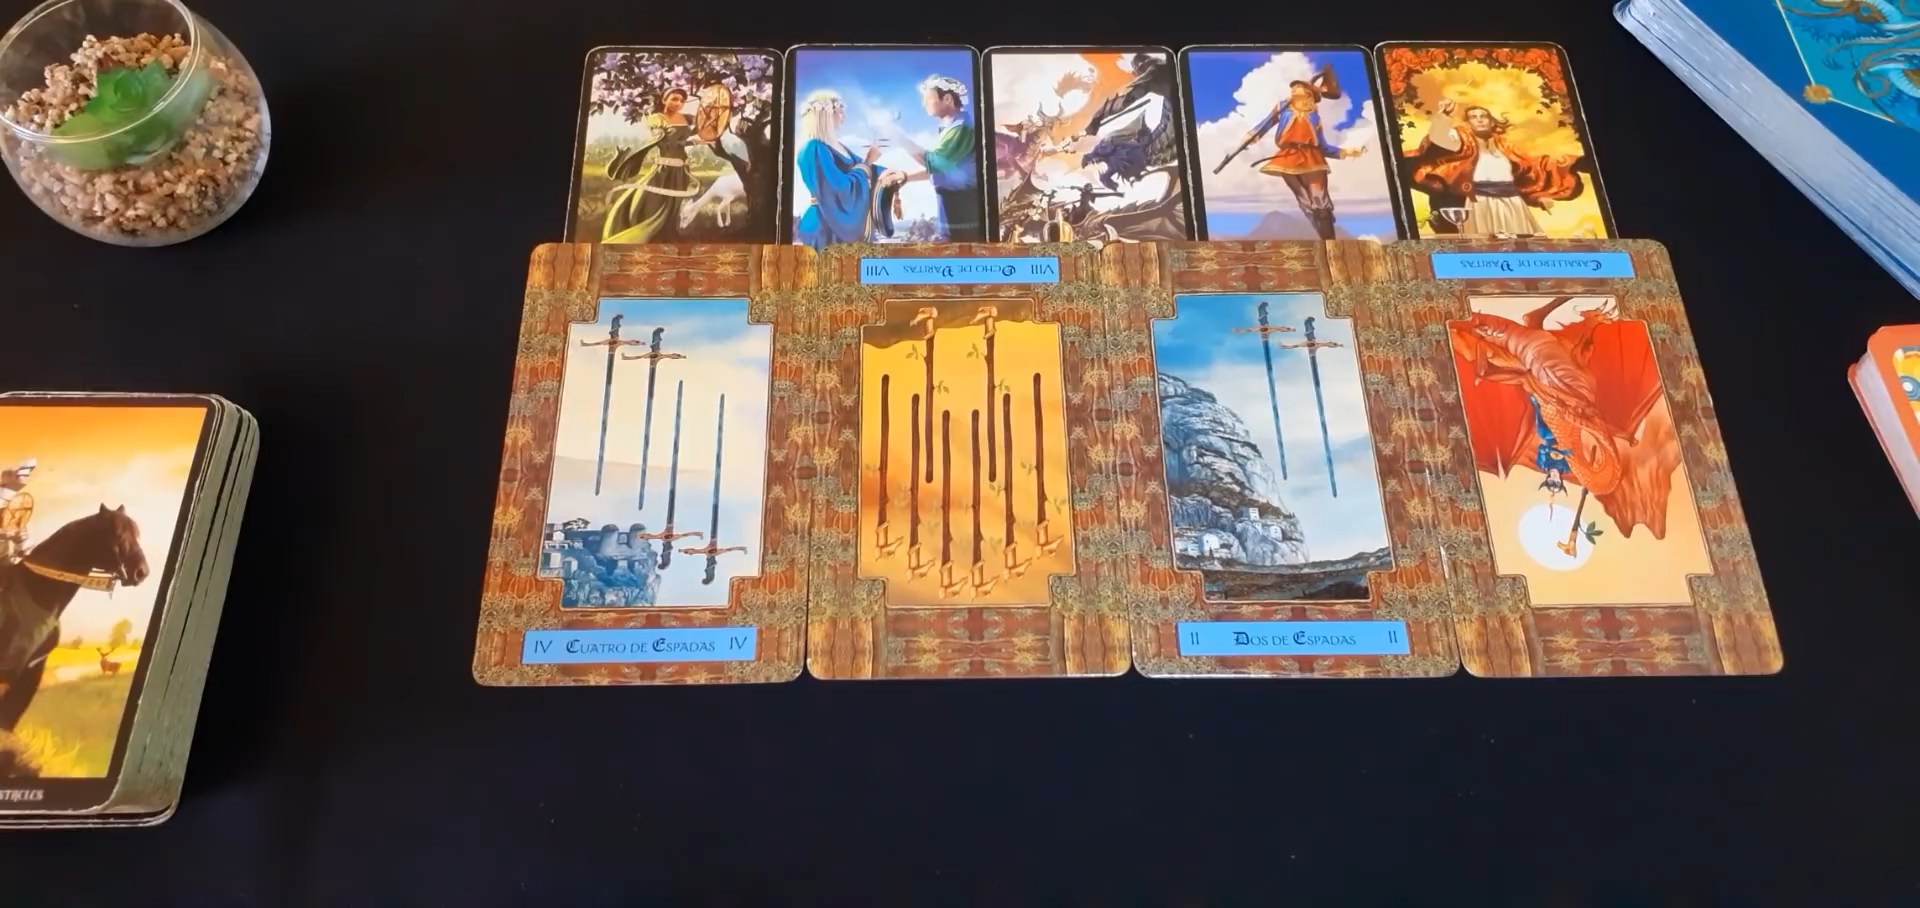 VIII OCHO DE VARITAS VIII
CABALLERO DE VARITAS
IV CUATRO DE ESPADAS IV
II DOS DE ESPADAS II